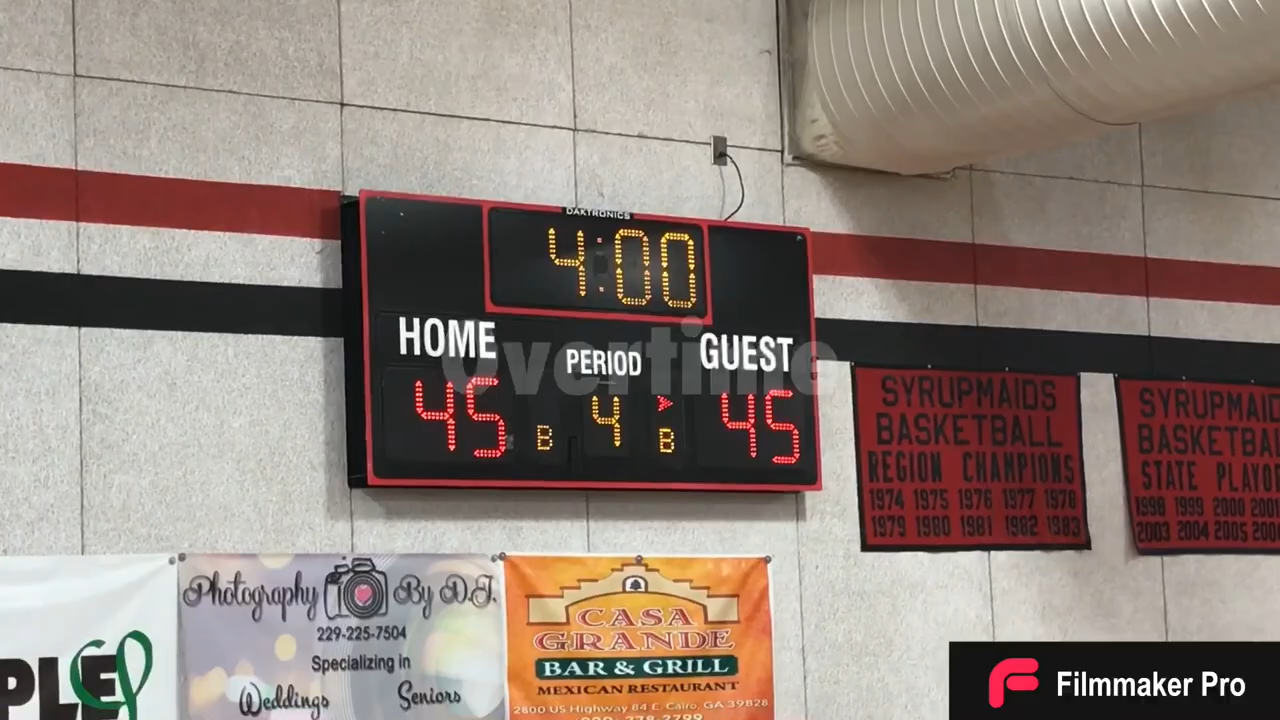 DAKTRONICS
4:00
HOME
PERIOD
GUEST
Overtime
45
B
4
B
45
SYRUPMAIDS
BASKETBALL
REGION CHAMPIONS
1974 1975 1976 1977 1978
1979 1980 1981 1982 1983
SYRUPMAID
BASKETBA
STATE PLAYO
1998 1999 2000 2001
2003 2004 2005 200
PLE
Photography By D.J.
229-225-7504
Specializing in
Weddings Seniors
CASA
GRANDE
BAR & GRILL
MEXICAN RESTAURANT
2800 US Highway 84 E. Cairo, GA 39828
Filmmaker Pro